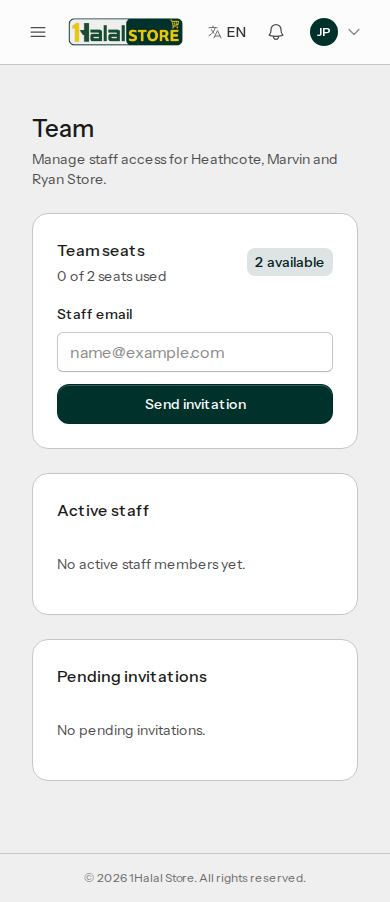 1Halal STORE
EN
JP
Team
Manage staff access for Heathcote, Marvin and
Ryan Store.
Team seats
0 of 2 seats used
2 available
Staff email
name@example.com
Send invitation
Active staff
No active staff members yet.
Pending invitations
No pending invitations.
© 2026 1Halal Store. All rights reserved.